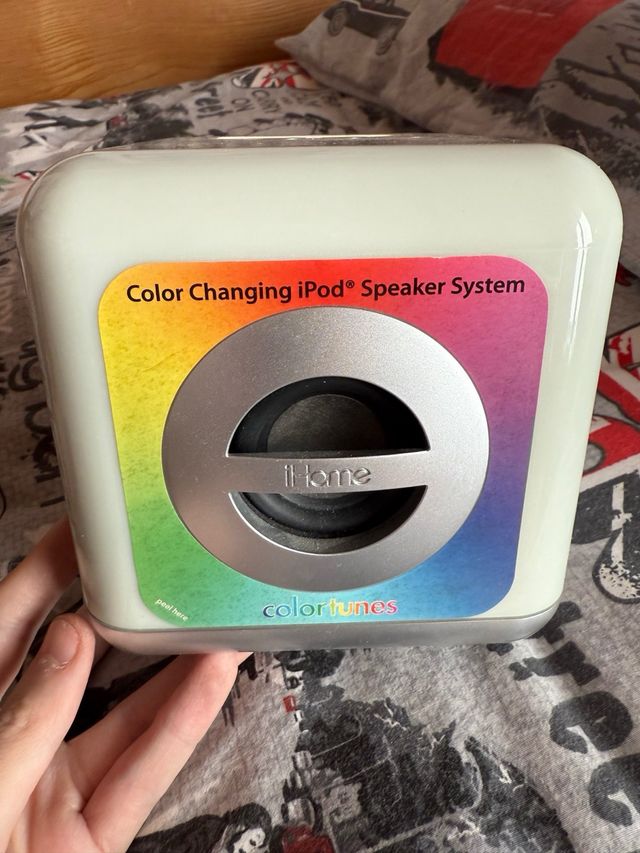 Color Changing iPod® Speaker System
iHome
peel here
colortunes